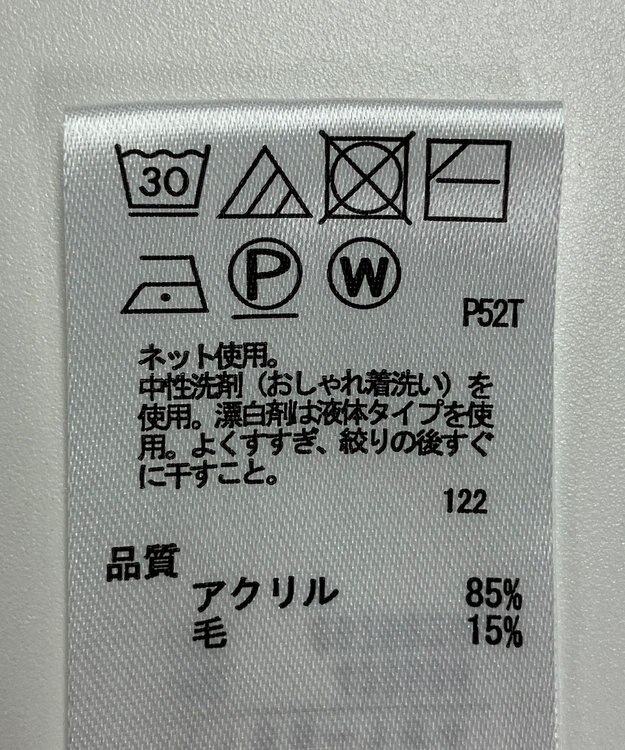 30
P W
P52T
ネット使用。
中性洗剤（おしゃれ着洗い）を
使用。漂白剤は液体タイプを使
用。よくすすぎ、絞りの後すぐ
に干すこと。
122
品質
アクリル 85%
毛 15%